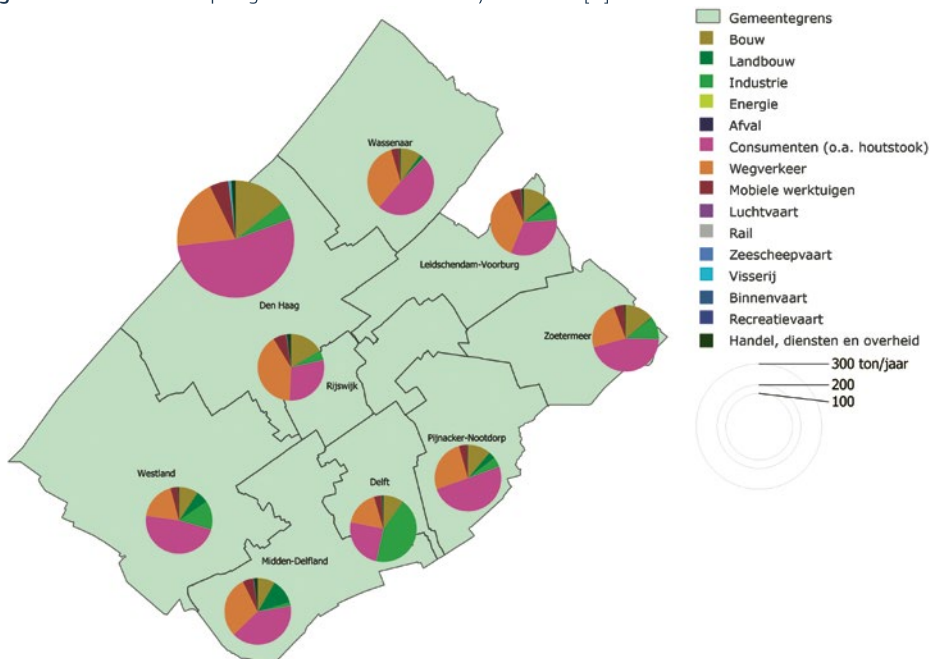 Gemeentegrens
Bouw
Landbouw
Industrie
Energie
Afval
Consumenten (o.a. houtstook)
Wegverkeer
Mobiele werktuigen
Luchtvaart
Rail
Zeescheepvaart
Visserij
Binnenvaart
Recreatievaart
Handel, diensten en overheid
300 ton/jaar
200
100
Wassenaar
Leidschendam-Voorburg
Den Haag
Zoetermeer
Rijswijk
Pijnacker-Nootdorp
Westland
Delft
Midden-Delfland